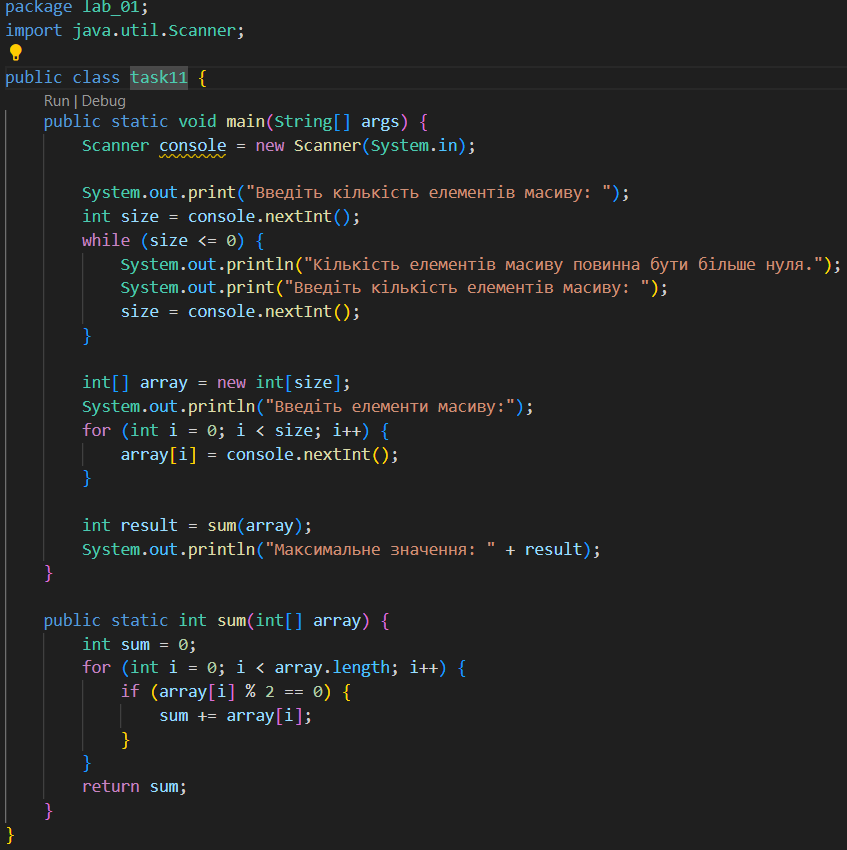 package lab_01;
import java.util.Scanner;
public class task11 {
Run | Debug
public static void main(String[] args) {
Scanner console = new Scanner(System.in);
System.out.print("Введіть кількість елементів масиву: ");
int size = console.nextInt();
while (size <= 0) {
System.out.println("Кількість елементів масиву повинна бути більше нуля.");
System.out.print("Введіть кількість елементів масиву: ");
size = console.nextInt();
}
int[] array = new int[size];
System.out.println("Введіть елементи масиву:");
for (int i = 0; i < size; i++) {
array[i] = console.nextInt();
}
int result = sum(array);
System.out.println("Максимальне значення: " + result);
}
public static int sum(int[] array) {
int sum = 0;
for (int i = 0; i < array.length; i++) {
if (array[i] % 2 == 0) {
sum += array[i];
}
}
return sum;
}
}